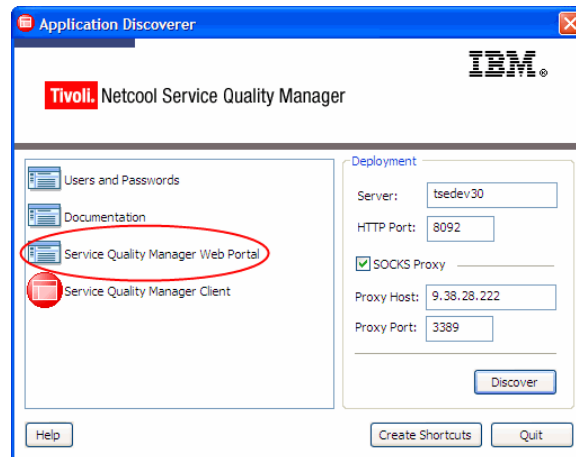 Application Discoverer
IBM®
Tivoli. Netcool Service Quality Manager
Users and Passwords
Documentation
Service Quality Manager Web Portal
Service Quality Manager Client
Deployment
Server: tsedev30
HTTP Port: 8092
SOCKS Proxy
Proxy Host: 9.38.28.222
Proxy Port: 3389
Discover
Help
Create Shortcuts
Quit